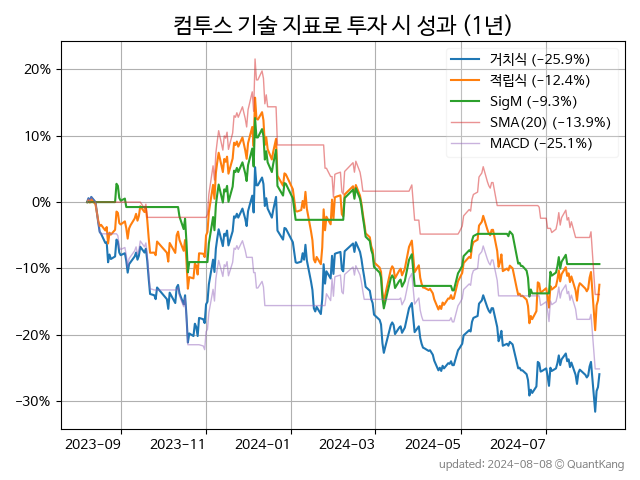 컴투스 기술 지표로 투자 시 성과 (1년)
거치식 (−25.9%)
적립식 (−12.4%)
SigM (−9.3%)
SMA(20) (−13.9%)
MACD (−25.1%)
20%
10%
0%
−10%
−20%
−30%
2023-09 2023-11 2024-01 2024-03 2024-05 2024-07
updated: 2024-08-08 © QuantKang